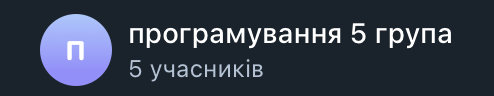 п
програмування 5 група
5 учасників